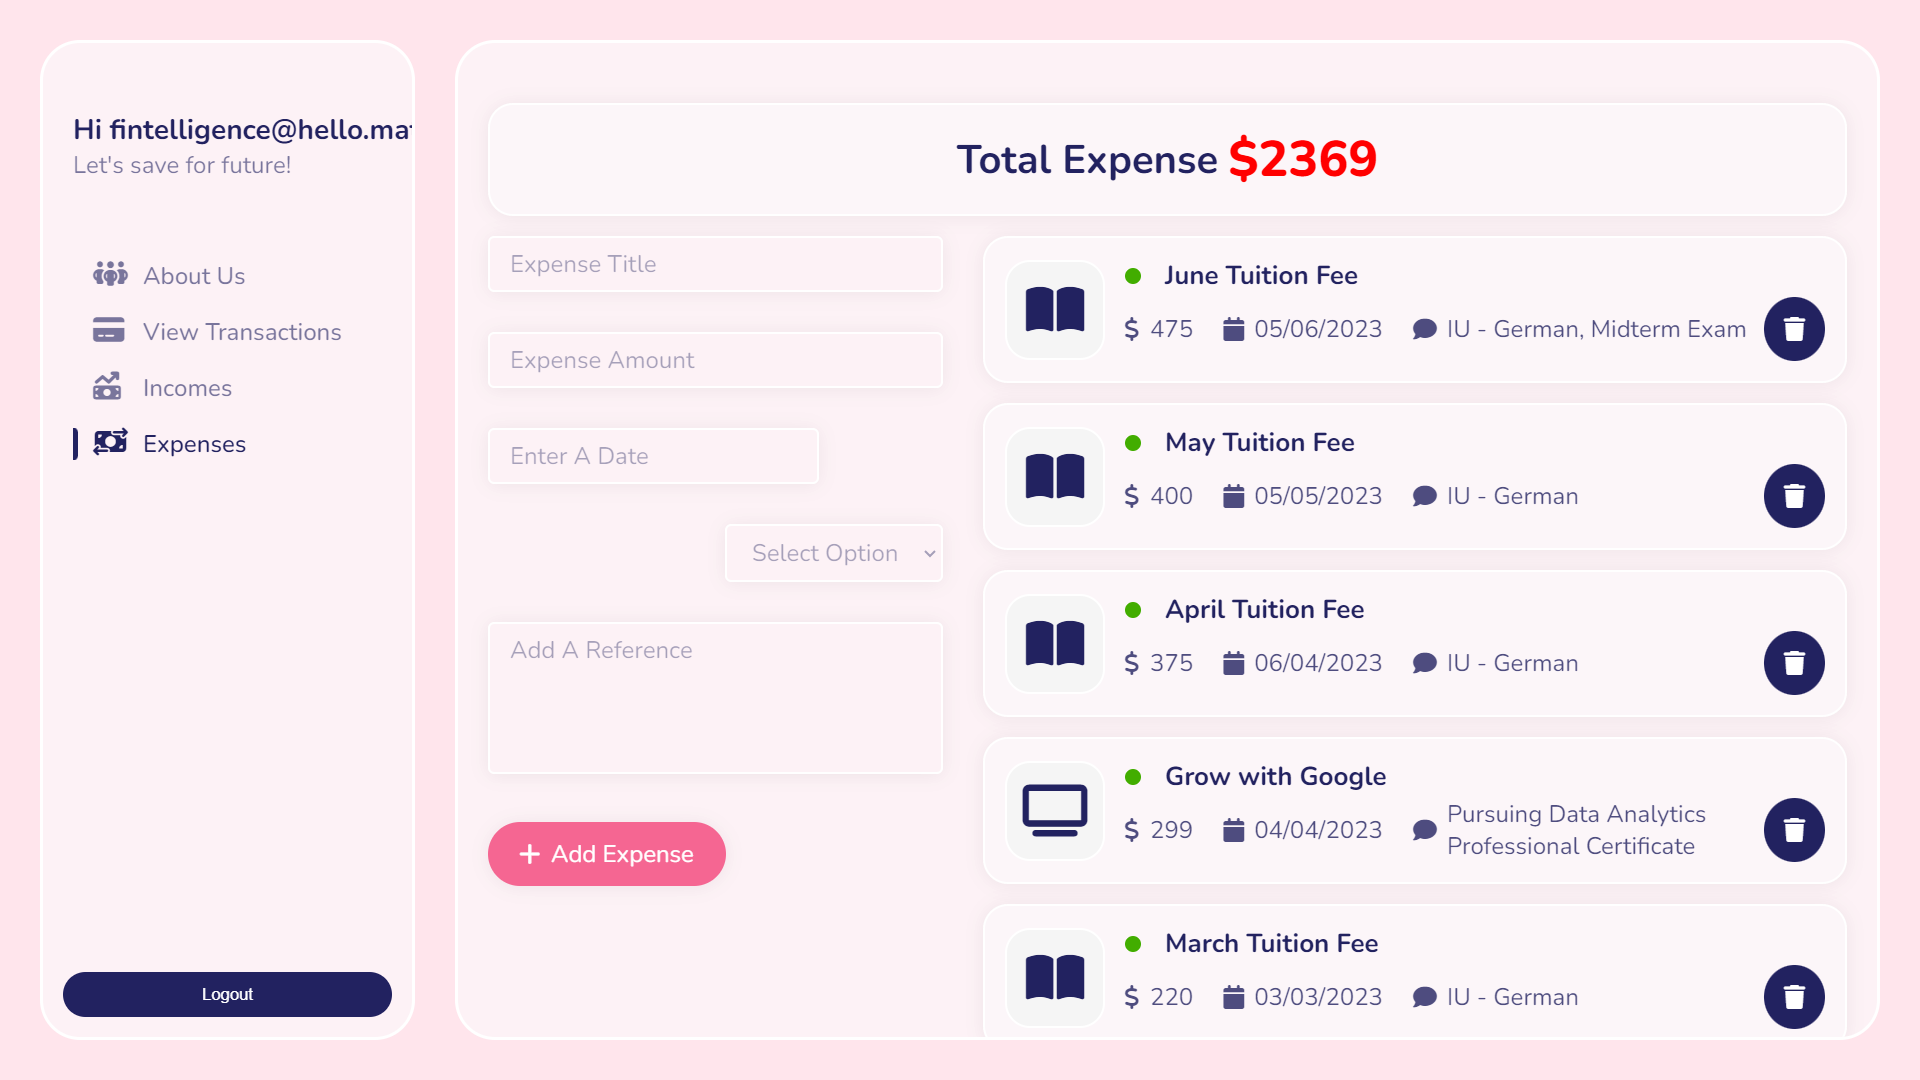 Hi fintelligence@hello.ma
Let's save for future!
About Us
View Transactions
Incomes
Expenses
Logout
Total Expense $2369
Expense Title
Expense Amount
Enter A Date
Select Option
Add A Reference
+ Add Expense
June Tuition Fee
$ 475 05/06/2023 IU - German, Midterm Exam
May Tuition Fee
$ 400 05/05/2023 IU - German
April Tuition Fee
$ 375 06/04/2023 IU - German
Grow with Google
$ 299 04/04/2023 Pursuing Data Analytics
Professional Certificate
March Tuition Fee
$ 220 03/03/2023 IU - German